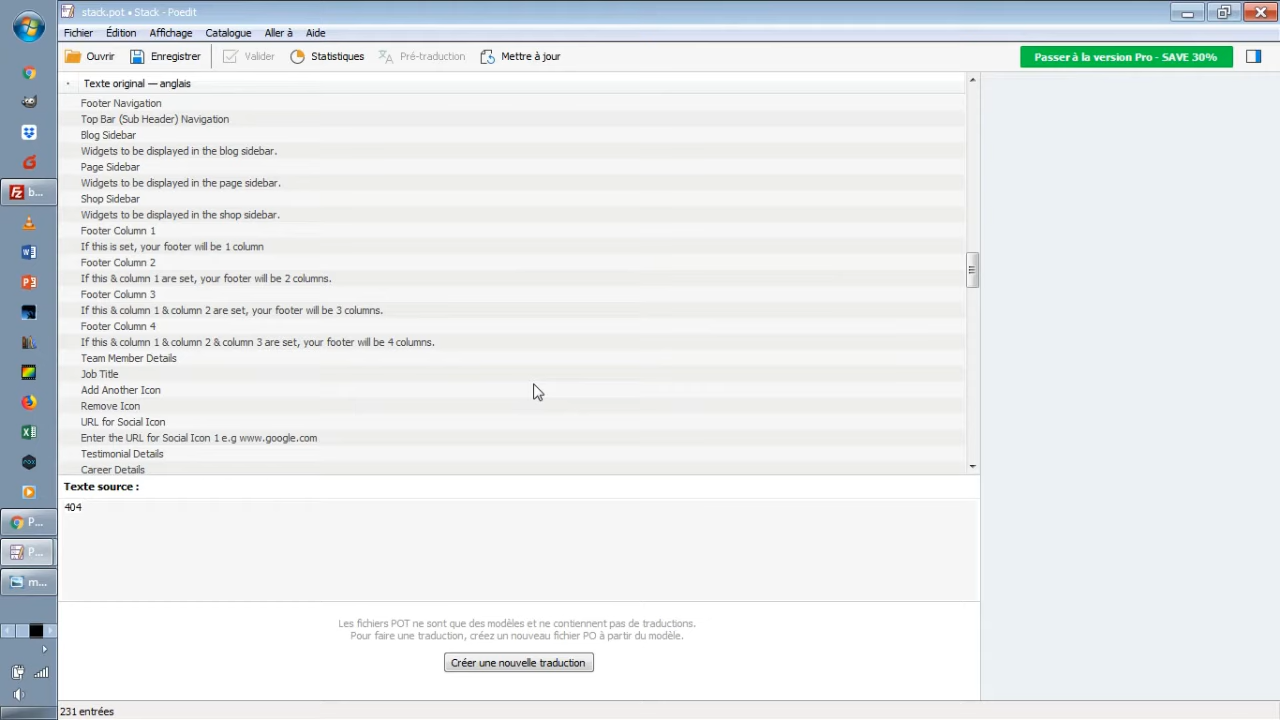 stack.pot • Stack - Poedit
Fichier Édition Affichage Catalogue Aller à Aide
Ouvrir Enregistrer Valider Statistiques Pré-traduction Mettre à jour Passer à la version Pro - SAVE 30%
Texte original — anglais
Footer Navigation
Top Bar (Sub Header) Navigation
Blog Sidebar
Widgets to be displayed in the blog sidebar.
Page Sidebar
Widgets to be displayed in the page sidebar.
Shop Sidebar
Widgets to be displayed in the shop sidebar.
Footer Column 1
If this is set, your footer will be 1 column
Footer Column 2
If this & column 1 are set, your footer will be 2 columns.
Footer Column 3
If this & column 1 & column 2 are set, your footer will be 3 columns.
Footer Column 4
If this & column 1 & column 2 & column 3 are set, your footer will be 4 columns.
Team Member Details
Job Title
Add Another Icon
Remove Icon
URL for Social Icon
Enter the URL for Social Icon 1 e.g www.google.com
Testimonial Details
Career Details
Texte source :
404
Les fichiers POT ne sont que des modèles et ne contiennent pas de traductions.
Pour faire une traduction, créez un nouveau fichier PO à partir du modèle.
Créer une nouvelle traduction
231 entrées
b...
P...
P...
m...